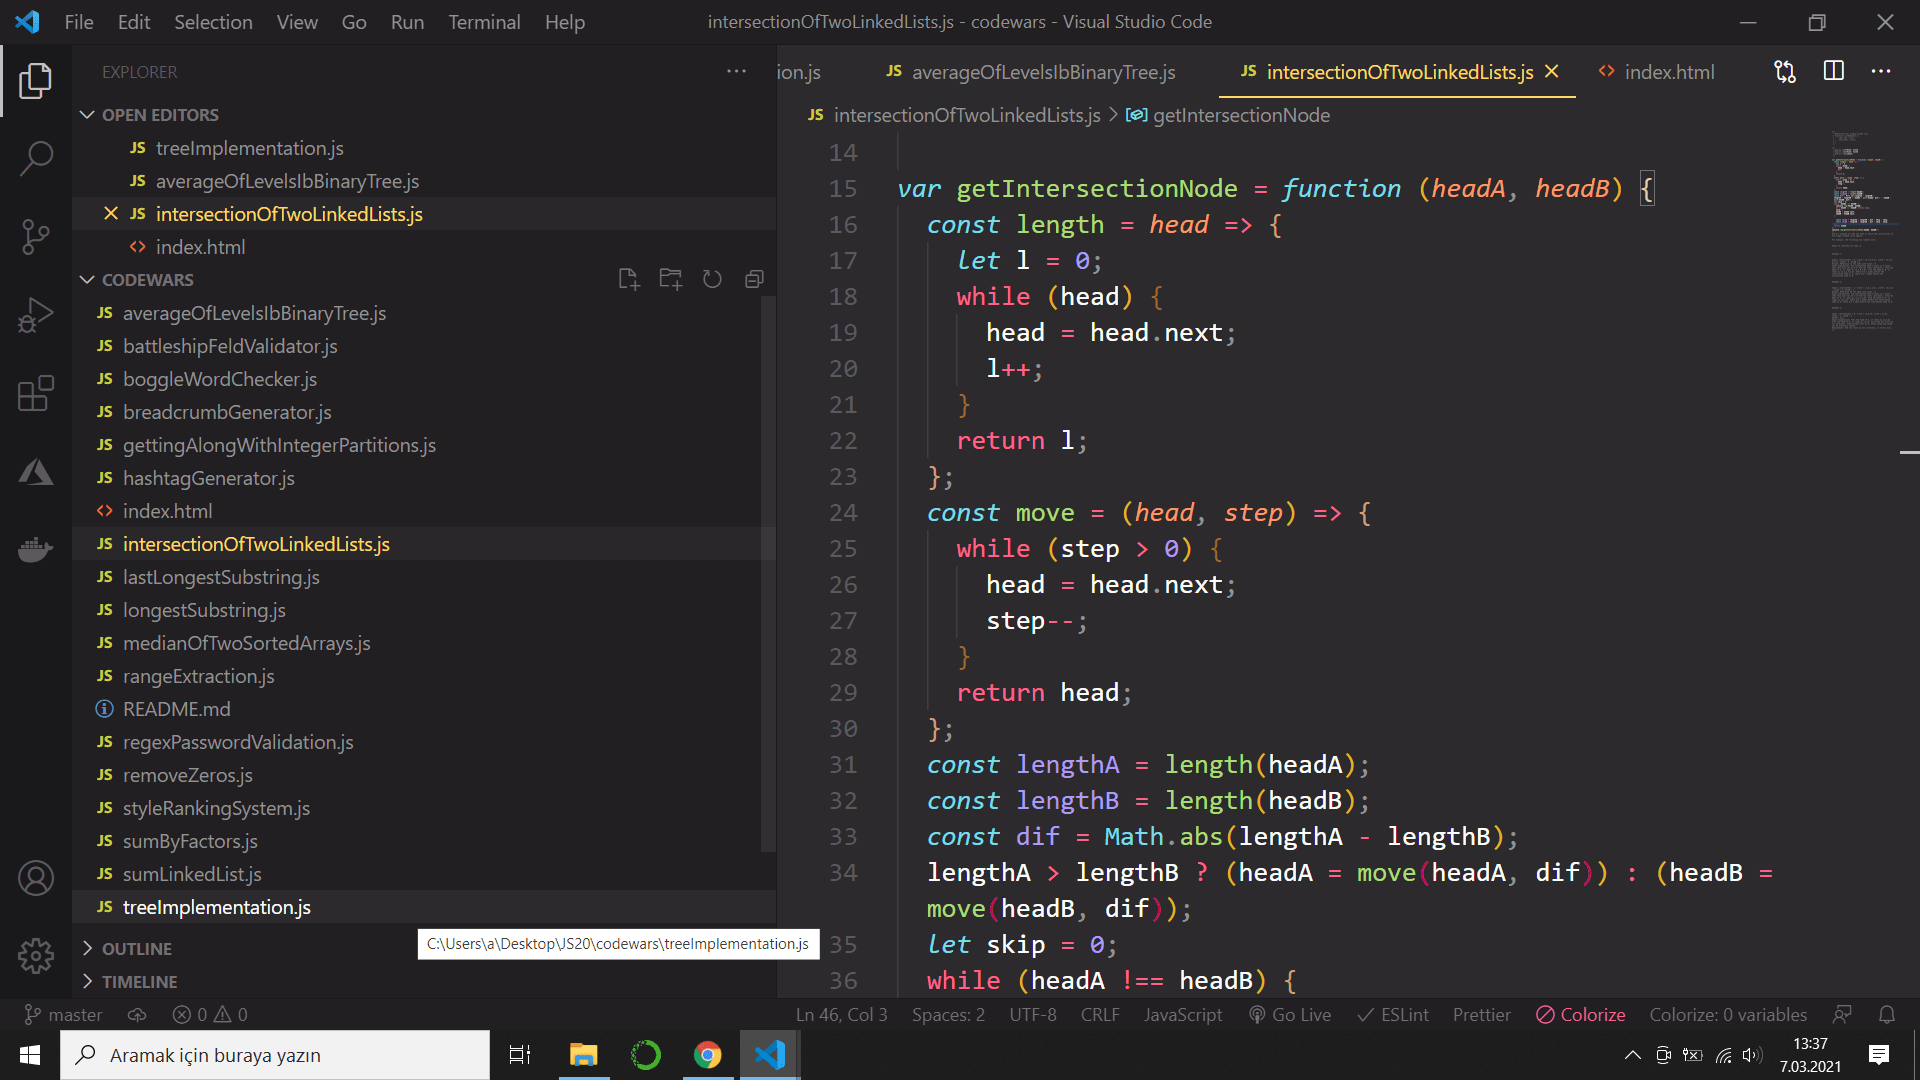 File Edit Selection View Go Run Terminal Help
intersectionOfTwoLinkedLists.js - codewars - Visual Studio Code
EXPLORER
OPEN EDITORS
JS treeImplementation.js
JS averageOfLevelsIbBinaryTree.js
JS intersectionOfTwoLinkedLists.js
<> index.html
CODEWARS
JS averageOfLevelsIbBinaryTree.js
JS battleshipFeldValidator.js
JS boggleWordChecker.js
JS breadcrumbGenerator.js
JS gettingAlongWithIntegerPartitions.js
JS hashtagGenerator.js
<> index.html
JS intersectionOfTwoLinkedLists.js
JS lastLongestSubstring.js
JS longestSubstring.js
JS medianOfTwoSortedArrays.js
JS rangeExtraction.js
README.md
JS regexPasswordValidation.js
JS removeZeros.js
JS styleRankingSystem.js
JS sumByFactors.js
JS sumLinkedList.js
JS treeImplementation.js
C:\Users\a\Desktop\JS20\codewars\treeImplementation.js
OUTLINE
TIMELINE
ion.js JS averageOfLevelsIbBinaryTree.js JS intersectionOfTwoLinkedLists.js <> index.html
JS intersectionOfTwoLinkedLists.js > getIntersectionNode
14
15 var getIntersectionNode = function (headA, headB) {
16 const length = head => {
17 let l = 0;
18 while (head) {
19 head = head.next;
20 l++;
21 }
22 return l;
23 };
24 const move = (head, step) => {
25 while (step > 0) {
26 head = head.next;
27 step--;
28 }
29 return head;
30 };
31 const lengthA = length(headA);
32 const lengthB = length(headB);
33 const dif = Math.abs(lengthA - lengthB);
34 lengthA > lengthB ? (headA = move(headA, dif)) : (headB =
move(headB, dif));
35 let skip = 0;
36 while (headA !== headB) {
master 0 0 Ln 46, Col 3 Spaces: 2 UTF-8 CRLF JavaScript Go Live ESLint Prettier Colorize Colorize: 0 variables
Aramak için buraya yazın
13:37
7.03.2021